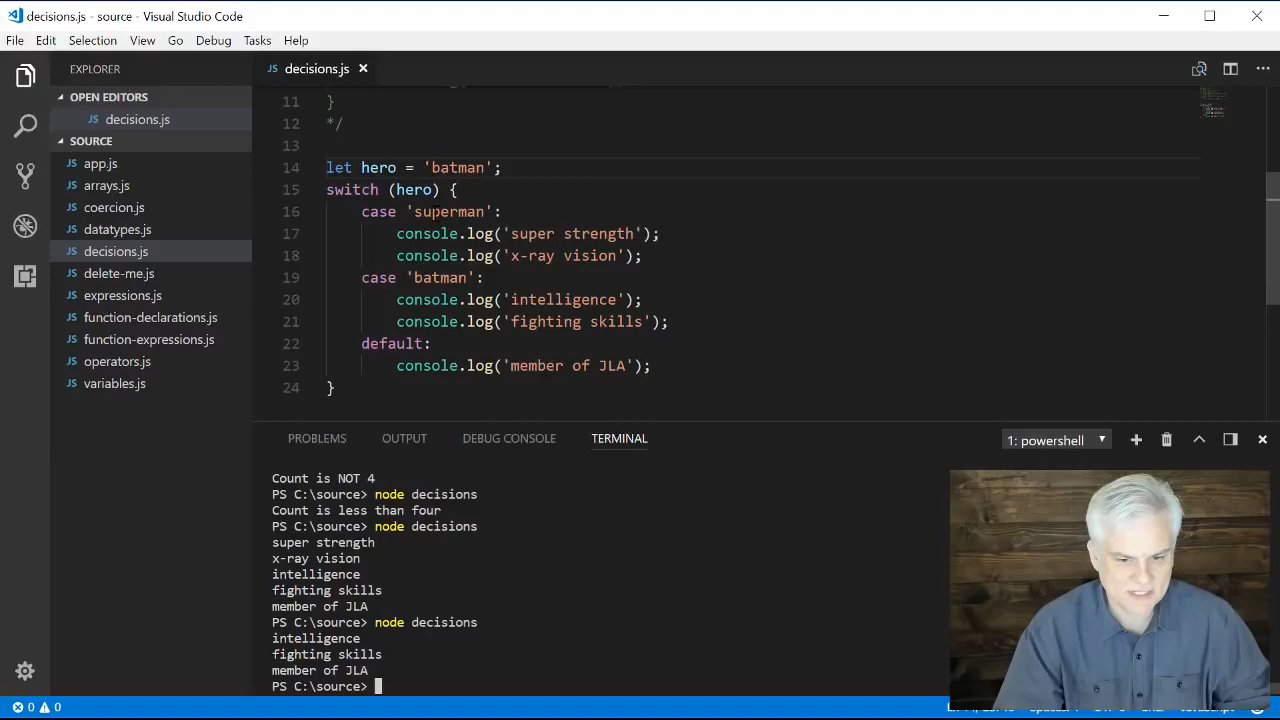 decisions.js - source - Visual Studio Code
File Edit Selection View Go Debug Tasks Help
EXPLORER
decisions.js
OPEN EDITORS
decisions.js
SOURCE
app.js
arrays.js
coercion.js
datatypes.js
decisions.js
delete-me.js
expressions.js
function-declarations.js
function-expressions.js
operators.js
variables.js
11 }
12 */
13
14 let hero = 'batman';
15 switch (hero) {
16 case 'superman':
17 console.log('super strength');
18 console.log('x-ray vision');
19 case 'batman':
20 console.log('intelligence');
21 console.log('fighting skills');
22 default:
23 console.log('member of JLA');
24 }
PROBLEMS OUTPUT DEBUG CONSOLE TERMINAL 1: powershell
Count is NOT 4
PS C:\source> node decisions
Count is less than four
PS C:\source> node decisions
super strength
x-ray vision
intelligence
fighting skills
member of JLA
PS C:\source> node decisions
intelligence
fighting skills
member of JLA
PS C:\source>
0 0